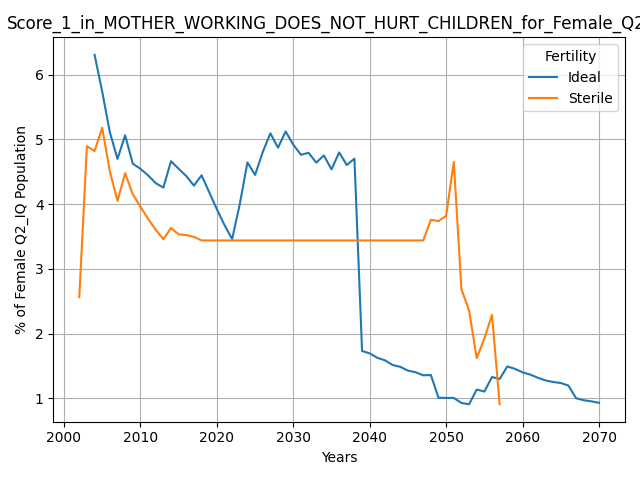 Score_1_in_MOTHER_WORKING_DOES_NOT_HURT_CHILDREN_for_Female_Q2
Fertility
Ideal
Sterile
% of Female Q2_IQ Population
6
5
4
3
2
1
2000 2010 2020 2030 2040 2050 2060 2070
Years